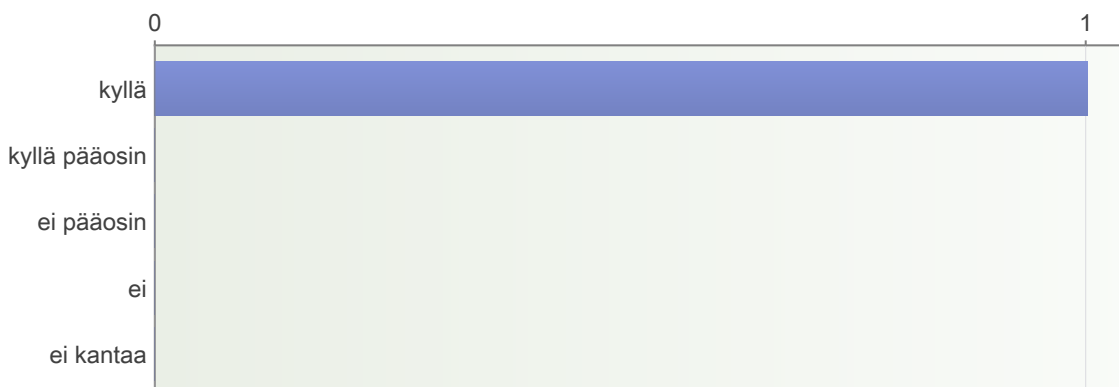 0 1
kyllä
kyllä pääosin
ei pääosin
ei
ei kantaa